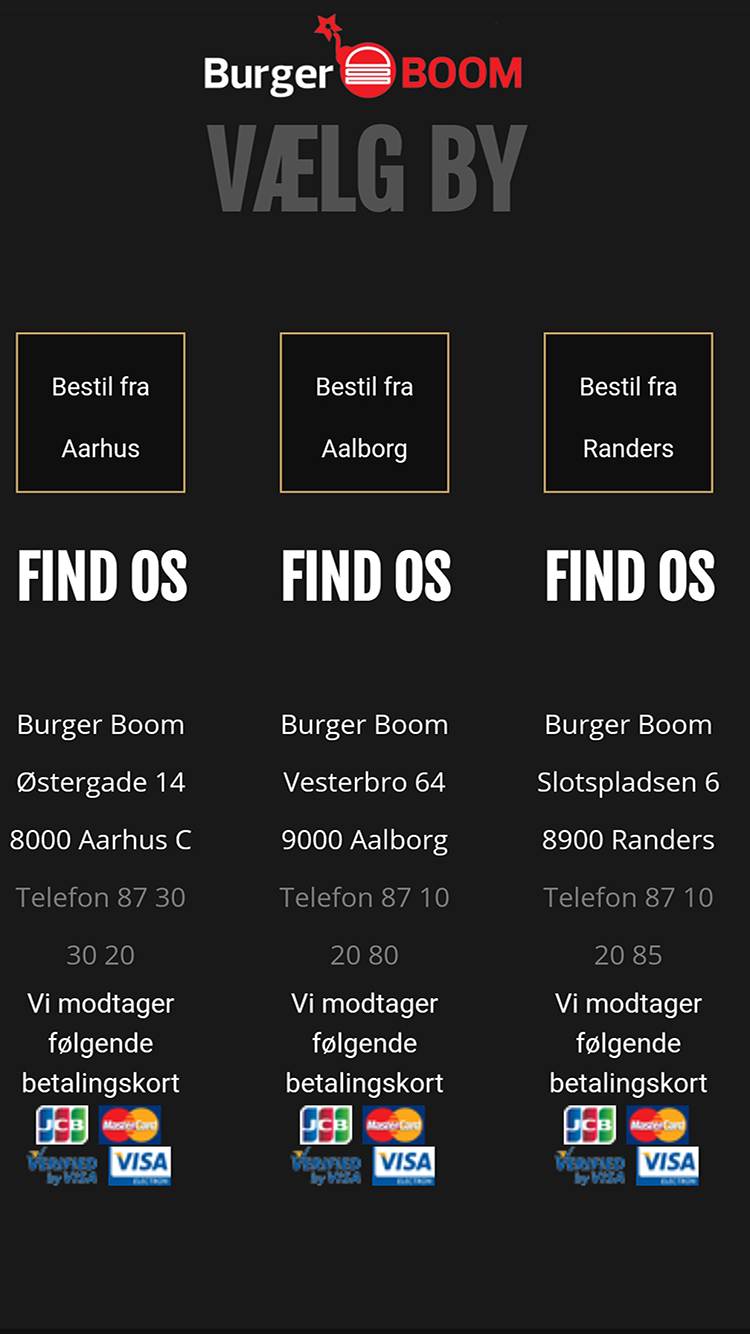 Burger BOOM
VÆLG BY
Bestil fra
Aarhus
Bestil fra
Aalborg
Bestil fra
Randers
FIND OS
FIND OS
FIND OS
Burger Boom
Østergade 14
8000 Aarhus C
Telefon 87 30
30 20
Vi modtager
følgende
betalingskort
JCB MasterCard
VERIFIED
by VISA
VISA
ELECTRON
Burger Boom
Vesterbro 64
9000 Aalborg
Telefon 87 10
20 80
Vi modtager
følgende
betalingskort
JCB MasterCard
VERIFIED
by VISA
VISA
ELECTRON
Burger Boom
Slotspladsen 6
8900 Randers
Telefon 87 10
20 85
Vi modtager
følgende
betalingskort
JCB MasterCard
VERIFIED
by VISA
VISA
ELECTRON